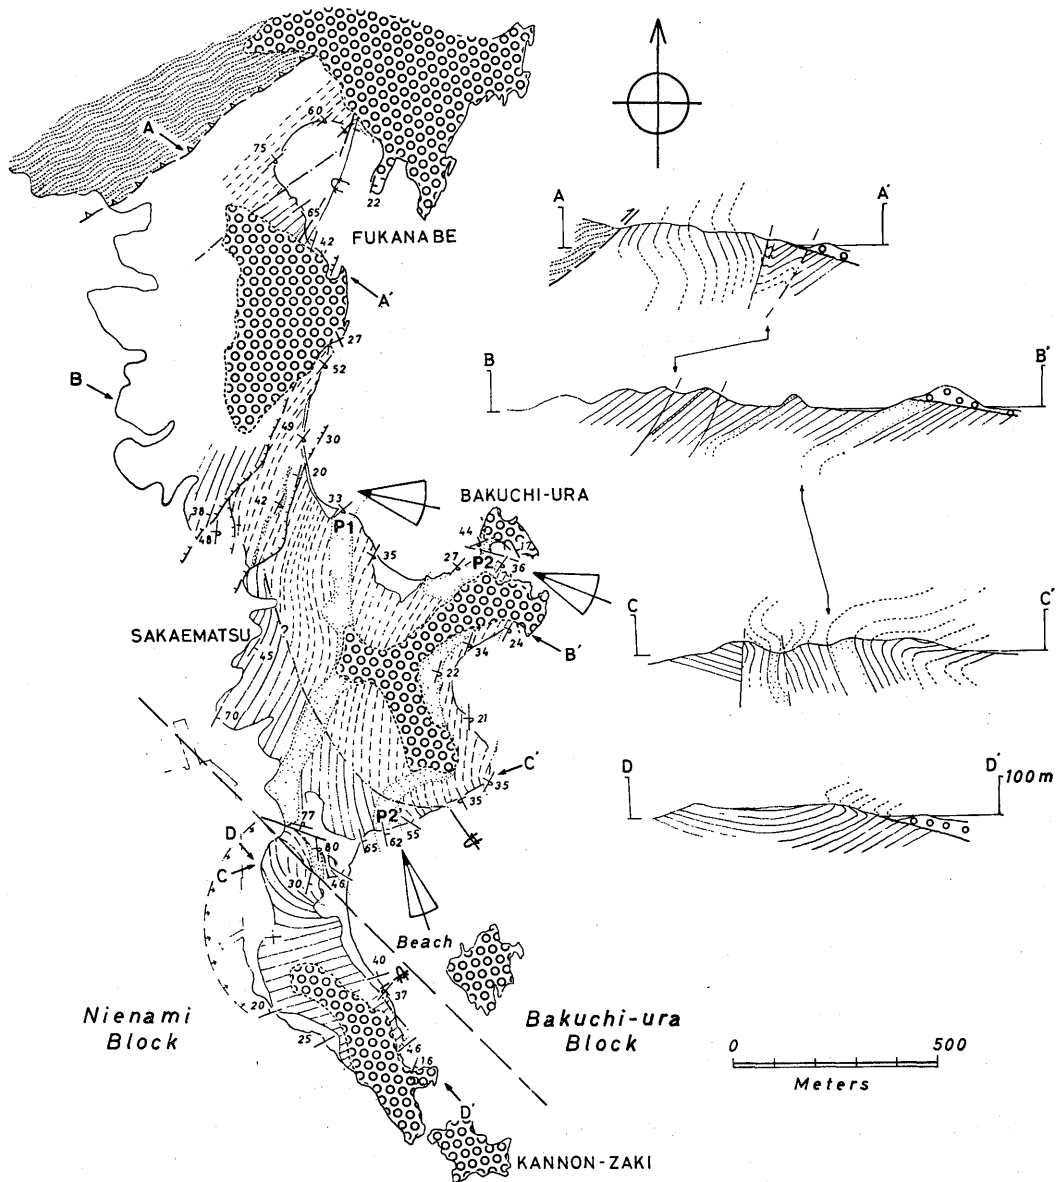 60
A
75
22
65
42
FUKANABE
A'
27
52
B
49
30
20
33
BAKUCHI-URA
38
42
P1
48
35
44
27
P2
36
SAKAEMATSU
45
34
24
B'
22
70
21
C'
35
35
77
P2'
D
80
65
62
55
C
30
46
Beach
40
37
20
Nienami
Block
25
Bakuchi-ura
Block
46
16
D'
KANNON-ZAKI
A
A'
B
B'
C
C'
D
D'
100m
0
500
Meters